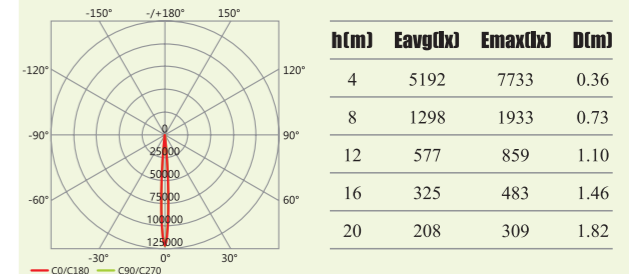 -150° -/+180° 150°
-120° 120°
-90° 90°
-60° 60°
-30° 0° 30°
0
25000
50000
75000
100000
125000
C0/C180 C90/C270
h(m) Eavg(lx) Emax(lx) D(m)
4 5192 7733 0.36
8 1298 1933 0.73
12 577 859 1.10
16 325 483 1.46
20 208 309 1.82